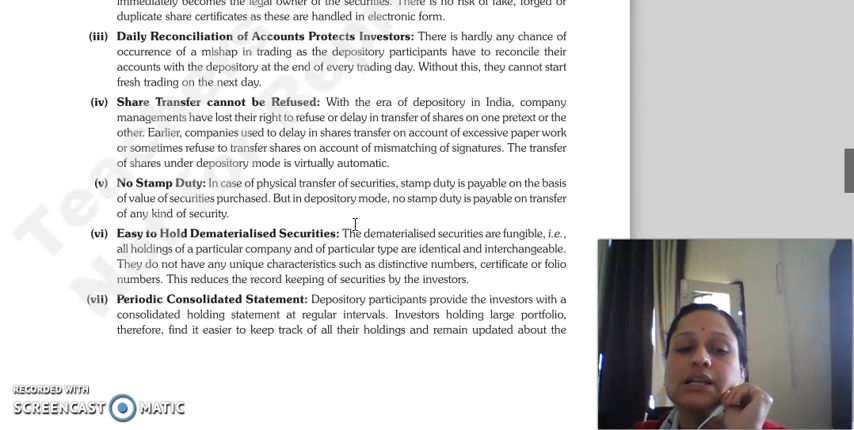 immediately becomes the legal owner of the securities. There is no risk of fake, forged or
duplicate share certificates as these are handled in electronic form.
(iii) Daily Reconciliation of Accounts Protects Investors: There is hardly any chance of
occurrence of a mishap in trading as the depository participants have to reconcile their
accounts with the depository at the end of every trading day. Without this, they cannot start
fresh trading on the next day.
(iv) Share Transfer cannot be Refused: With the era of depository in India, company
managements have lost their right to refuse or delay in transfer of shares on one pretext or the
other. Earlier, companies used to delay in shares transfer on account of excessive paper work
or sometimes refuse to transfer shares on account of mismatching of signatures. The transfer
of shares under depository mode is virtually automatic.
(v) No Stamp Duty: In case of physical transfer of securities, stamp duty is payable on the basis
of value of securities purchased. But in depository mode, no stamp duty is payable on transfer
of any kind of security.
(vi) Easy to Hold Dematerialised Securities: The dematerialised securities are fungible, i.e.,
all holdings of a particular company and of particular type are identical and interchangeable.
They do not have any unique characteristics such as distinctive numbers, certificate or folio
numbers. This reduces the record keeping of securities by the investors.
(vii) Periodic Consolidated Statement: Depository participants provide the investors with a
consolidated holding statement at regular intervals. Investors holding large portfolio,
therefore, find it easier to keep track of all their holdings and remain updated about the
RECORDED WITH
SCREENCAST MATIC